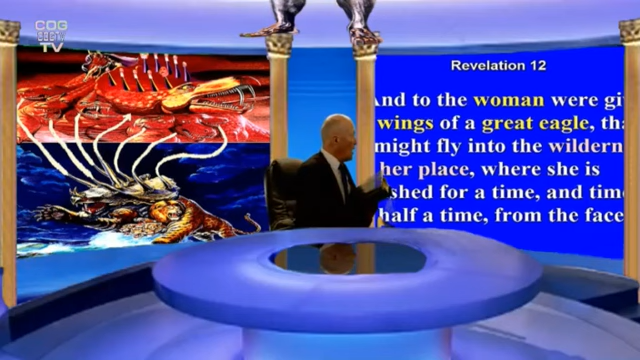 COG
TV
Revelation 12
And to the woman were gi
wings of a great eagle, tha
might fly into the wildern
her place, where she is
shed for a time, and time
half a time, from the face